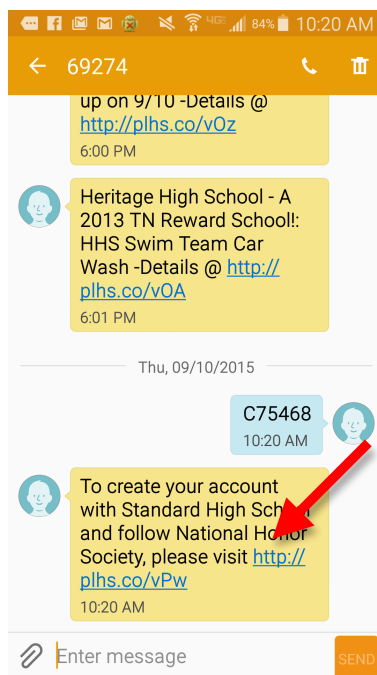 4G 84% 10:20 AM
69274
up on 9/10 -Details @
http://plhs.co/vOz
6:00 PM
Heritage High School - A
2013 TN Reward School!:
HHS Swim Team Car
Wash -Details @ http://
plhs.co/vOA
6:01 PM
Thu, 09/10/2015
C75468
10:20 AM
To create your account
with Standard High School
and follow National Honor
Society, please visit http://
plhs.co/vPw
10:20 AM
Enter message
SEND